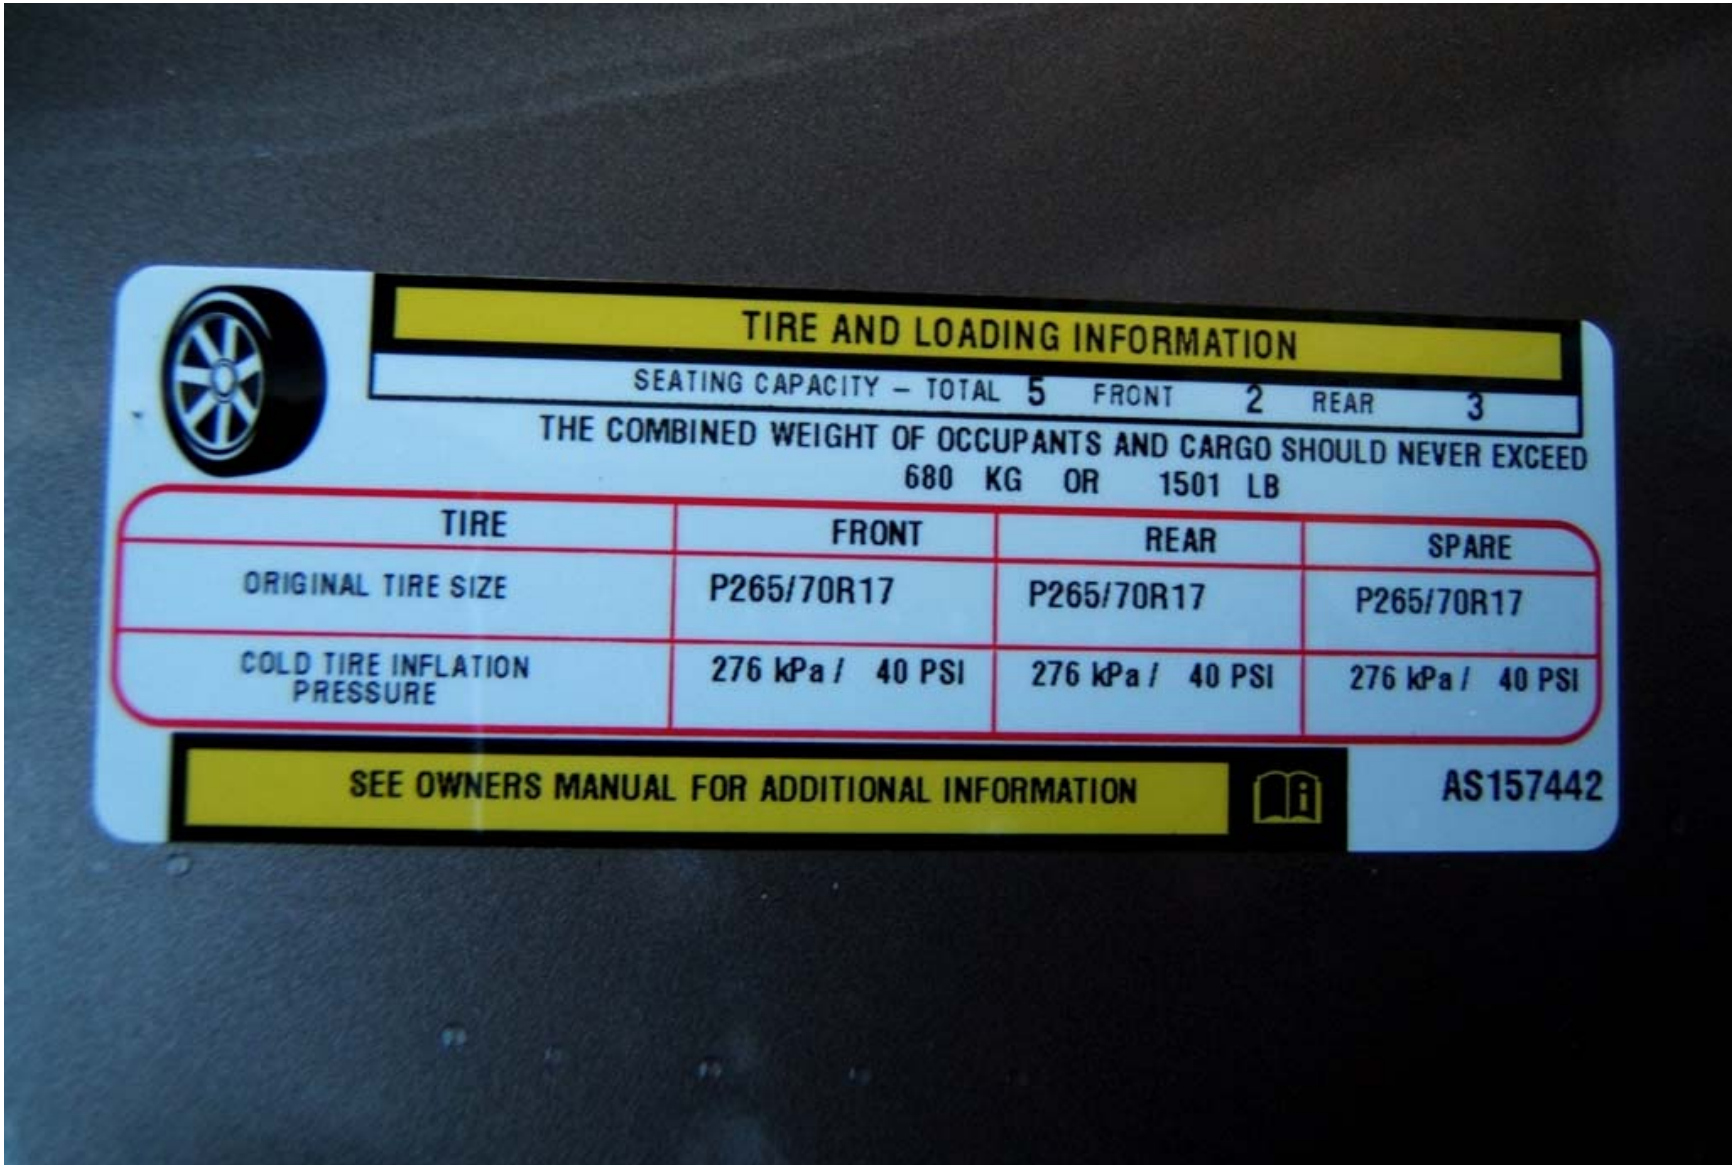 TIRE AND LOADING INFORMATION
SEATING CAPACITY – TOTAL 5 FRONT 2 REAR 3
THE COMBINED WEIGHT OF OCCUPANTS AND CARGO SHOULD NEVER EXCEED
680 KG OR 1501 LB
TIRE FRONT REAR SPARE
ORIGINAL TIRE SIZE P265/70R17 P265/70R17 P265/70R17
COLD TIRE INFLATION 276 kPa / 40 PSI 276 kPa / 40 PSI 276 kPa / 40 PSI
PRESSURE
SEE OWNERS MANUAL FOR ADDITIONAL INFORMATION i AS157442